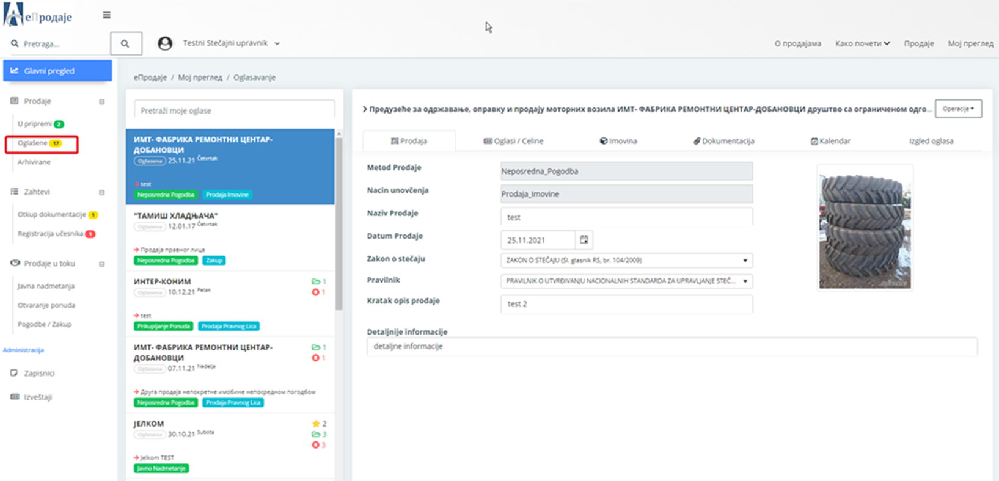 еПродаје
Pretraga...
Testni Stečajni upravnik
О продајама
Како почети
Продаје
Мој преглед
Glavni pregled
Prodaje
U pripremi 2
Oglašene 17
Arhivirane
Zahtevi
Otkup dokumentacije 1
Registracija učesnika 1
Prodaje u toku
Javna nadmetanja
Otvaranje ponuda
Pogodbe / Zakup
Administracija
Zapisnici
Izveštaji
еПродаје / Мој преглед / Oglasavanje
Pretraži moje oglase
ИМТ- ФАБРИКА РЕМОНТНИ ЦЕНТАР-
ДОБАНОВЦИ
Oglasena 25.11.21 Četvrtak
test
Neposredna Pogodba Prodaja Imovine
"ТАМИШ ХЛАДЊАЧА"
Oglasena 12.01.17 Četvrtak
Продаја правног лица
Neposredna Pogodba Zakup
ИНТЕР-КОНИМ 1
Oglasena 10.12.21 Petak 1
test
Prikupljanje Ponuda Prodaja Pravnog Lica
ИМТ- ФАБРИКА РЕМОНТНИ ЦЕНТАР- 1
ДОБАНОВЦИ 1
Oglasena 07.11.21 Nedelja
Друга продаја непокретне имобине непосредном погодбом
Neposredna Pogodba Prodaja Pravnog Lica
ЈЕЛКОМ 2
Oglasena 30.10.21 Subota 3
3
Jelkom TEST
Javno Nadmetanje
Предузеће за одржавање, оправку и продају моторних возила ИМТ- ФАБРИКА РЕМОНТНИ ЦЕНТАР-ДОБАНОВЦИ друштво са ограниченом одго...
Operacije
Prodaja
Oglasi / Celine
Imovina
Dokumentacija
Kalendar
Izgled oglasa
Metod Prodaje Neposredna_Pogodba
Nacin unovčenja Prodaja_Imovine
Naziv Prodaje test
Datum Prodaje 25.11.2021
Zakon o stečaju ZAKON O STEČAJU (Sl. glasnik RS, br. 104/2009)
Pravilnik PRAVILNIK O UTVRĐIVANJU NACIONALNIH STANDARDA ZA UPRAVLJANJE STEČ...
Kratak opis prodaje test 2
Detaljnije informacije
detaljne informacije